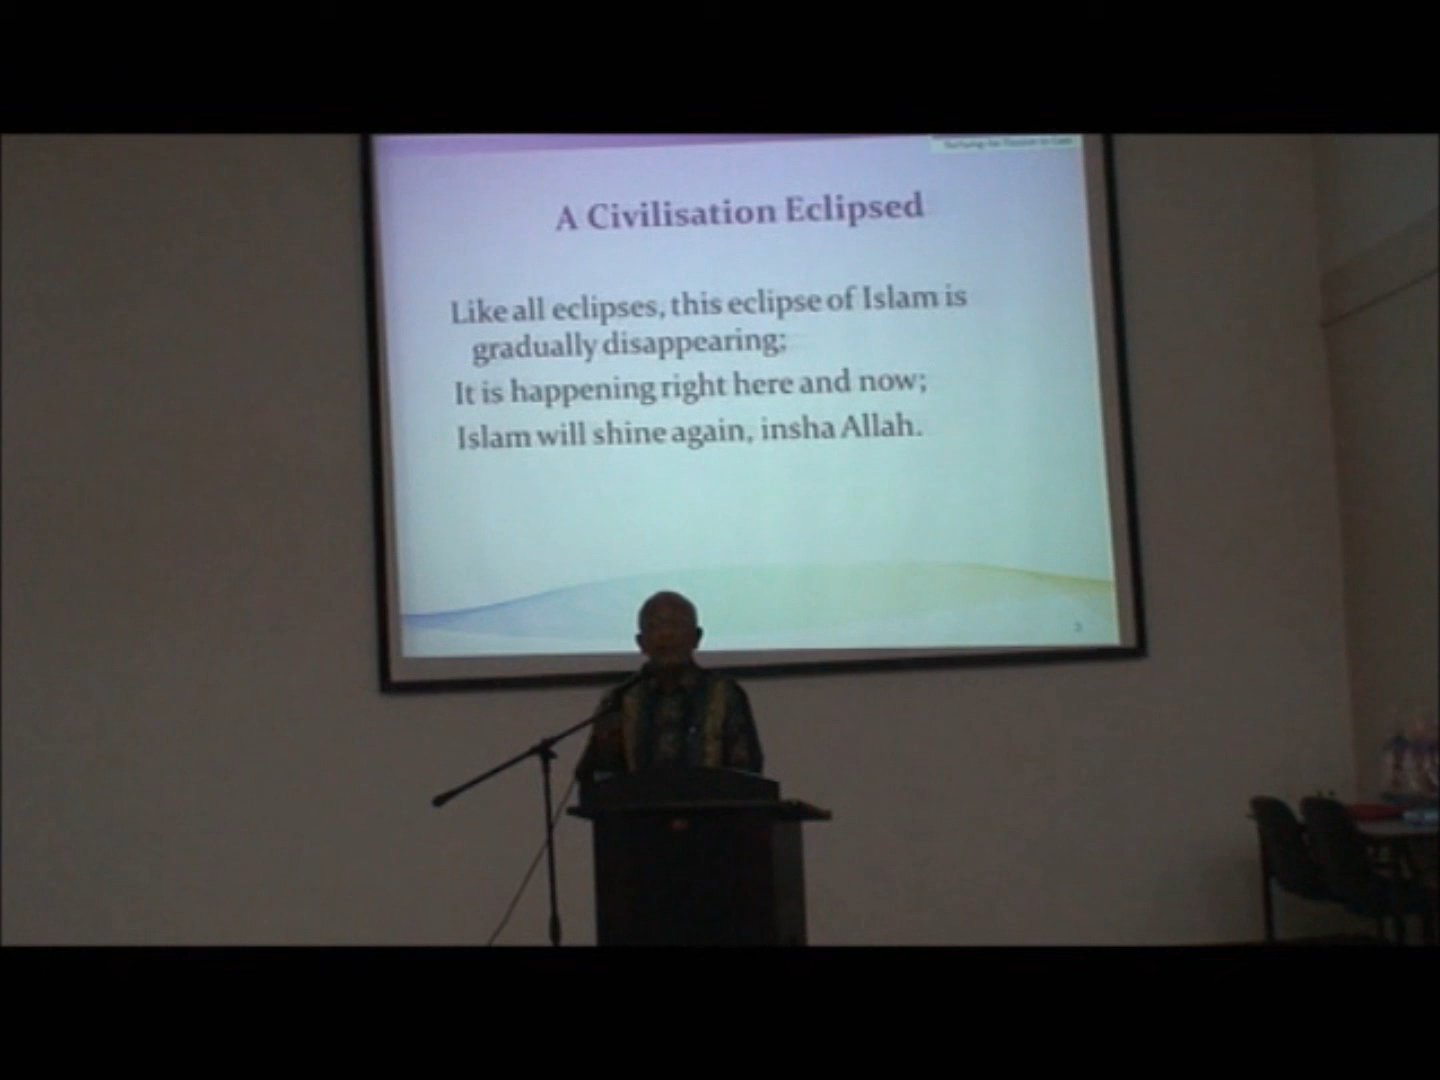 A Civilisation Eclipsed
Like all eclipses, this eclipse of Islam is
gradually disappearing;
It is happening right here and now;
Islam will shine again, insha Allah.
3